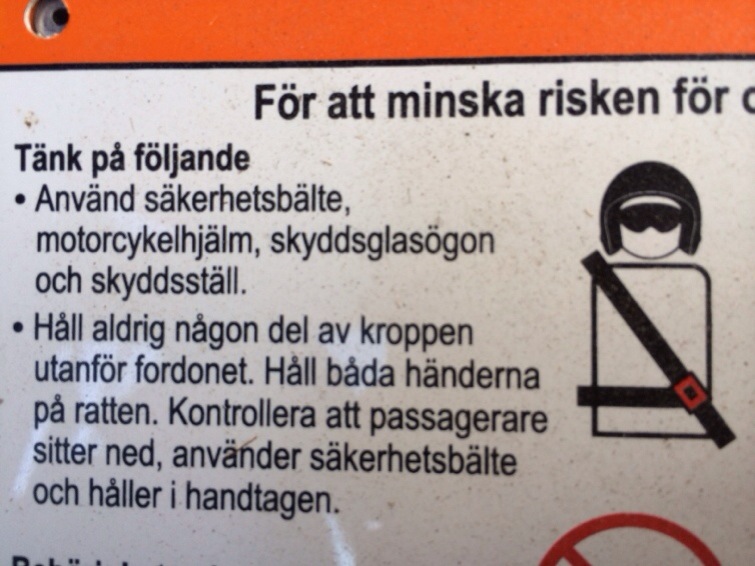 För att minska risken för
Tänk på följande
• Använd säkerhetsbälte,
motorcykelhjälm, skyddsglasögon
och skyddsställ.
• Håll aldrig någon del av kroppen
utanför fordonet. Håll båda händerna
på ratten. Kontrollera att passagerare
sitter ned, använder säkerhetsbälte
och håller i handtagen.